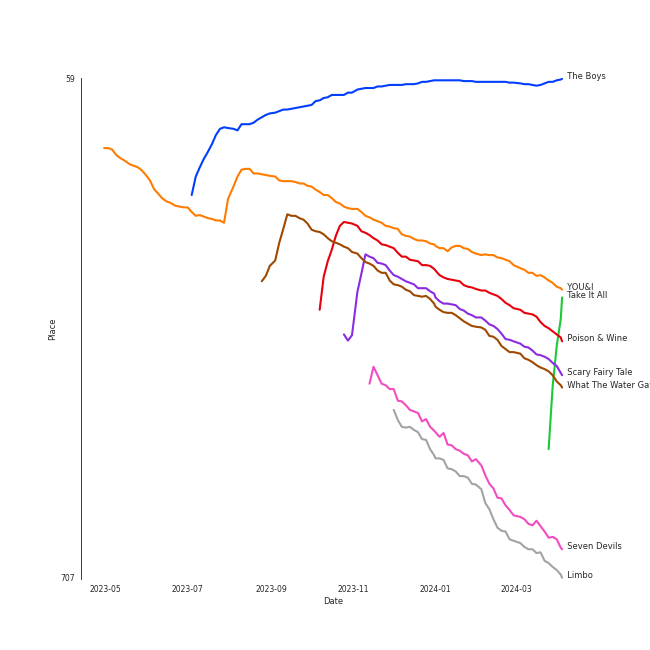 59
The Boys
YOU&I
Take It All
Place
Poison & Wine
Scary Fairy Tale
What The Water Ga
Seven Devils
707
Limbo
2023-05 2023-07 2023-09 2023-11 2024-01 2024-03
Date